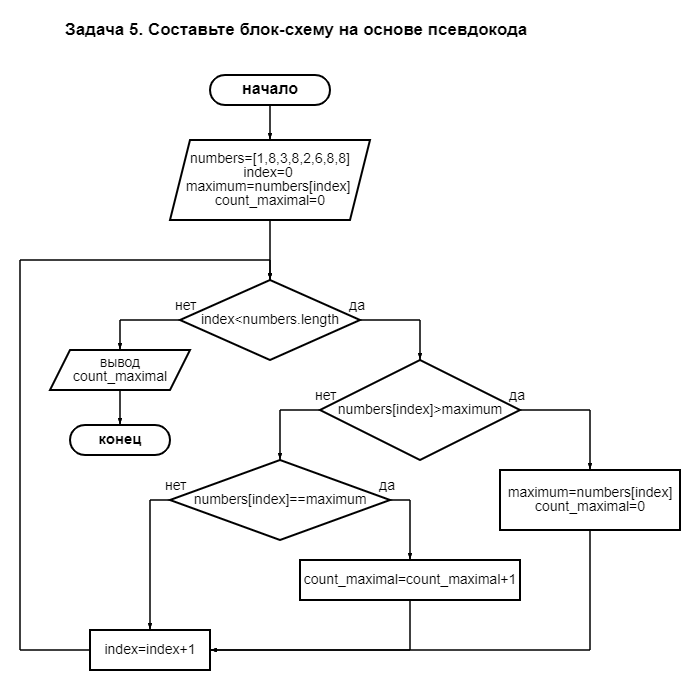 Задача 5. Составьте блок-схему на основе псевдокода
начало
numbers=[1,8,3,8,2,6,8,8]
index=0
maximum=numbers[index]
count_maximal=0
нет
да
index<numbers.length
вывод
count_maximal
конец
нет
да
numbers[index]>maximum
нет
да
numbers[index]==maximum
maximum=numbers[index]
count_maximal=0
count_maximal=count_maximal+1
index=index+1